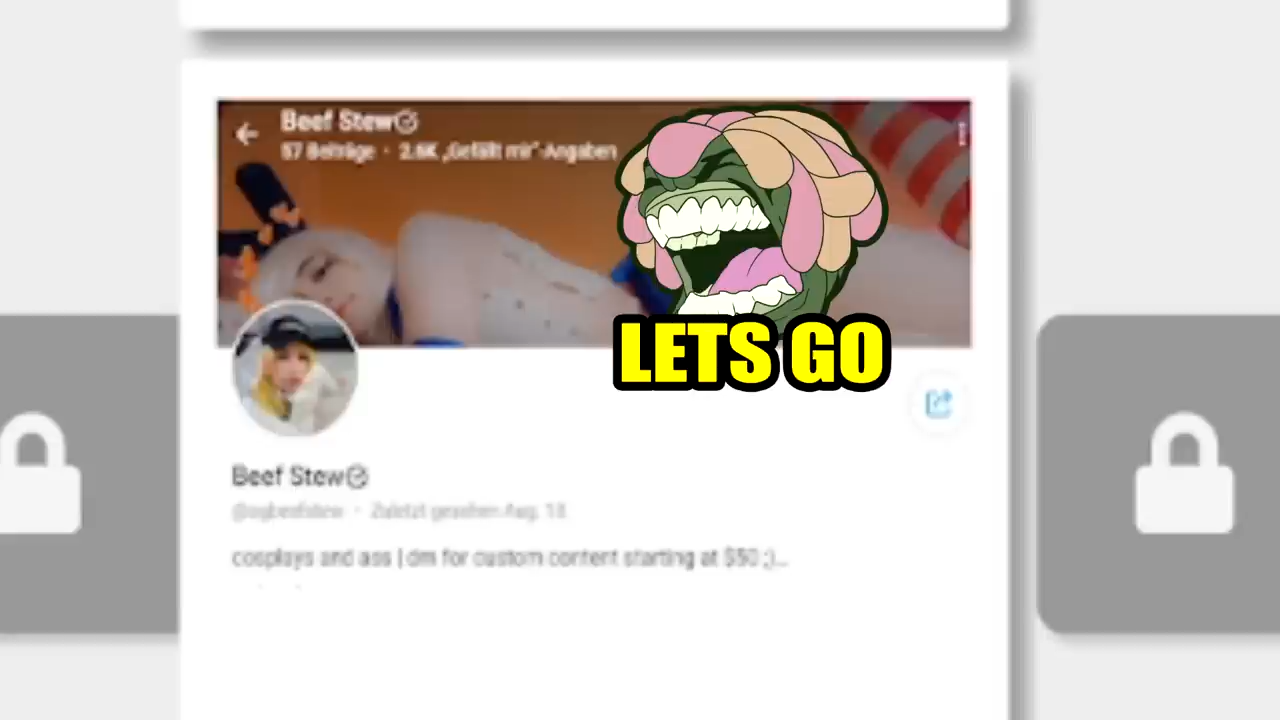 Beef Stew
57 Beiträge · 2.6K „Gefällt mir“-Angaben
LETS GO
Beef Stew
Zuletzt gesehen Aug. 18
cosplays and ass | dm for custom content starting at $50 ;)...